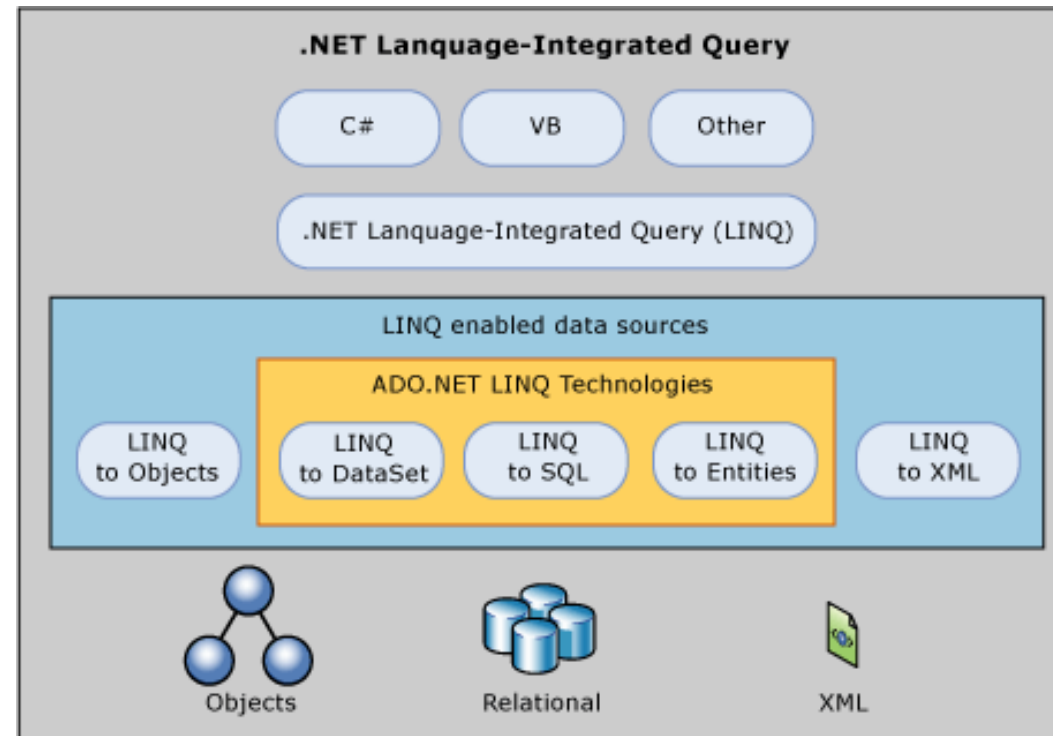 .NET Lanquage-Integrated Query
C#
VB
Other
.NET Lanquage-Integrated Query (LINQ)
LINQ enabled data sources
ADO.NET LINQ Technologies
LINQ
to Objects
LINQ
to DataSet
LINQ
to SQL
LINQ
to Entities
LINQ
to XML
Objects
Relational
XML